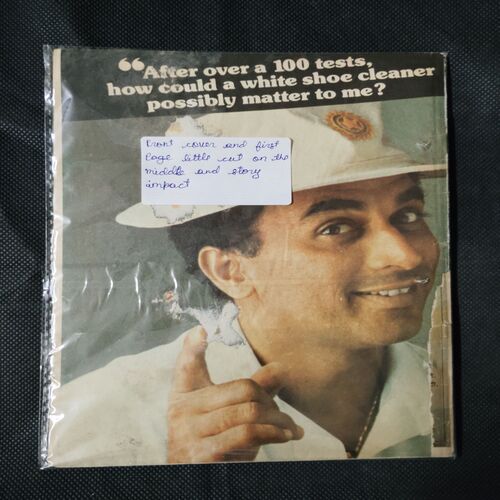 “After over a 100 tests,
how could a white shoe cleaner
possibly matter to me?
Front cover and first
Page little cut on the
middle and story
impact